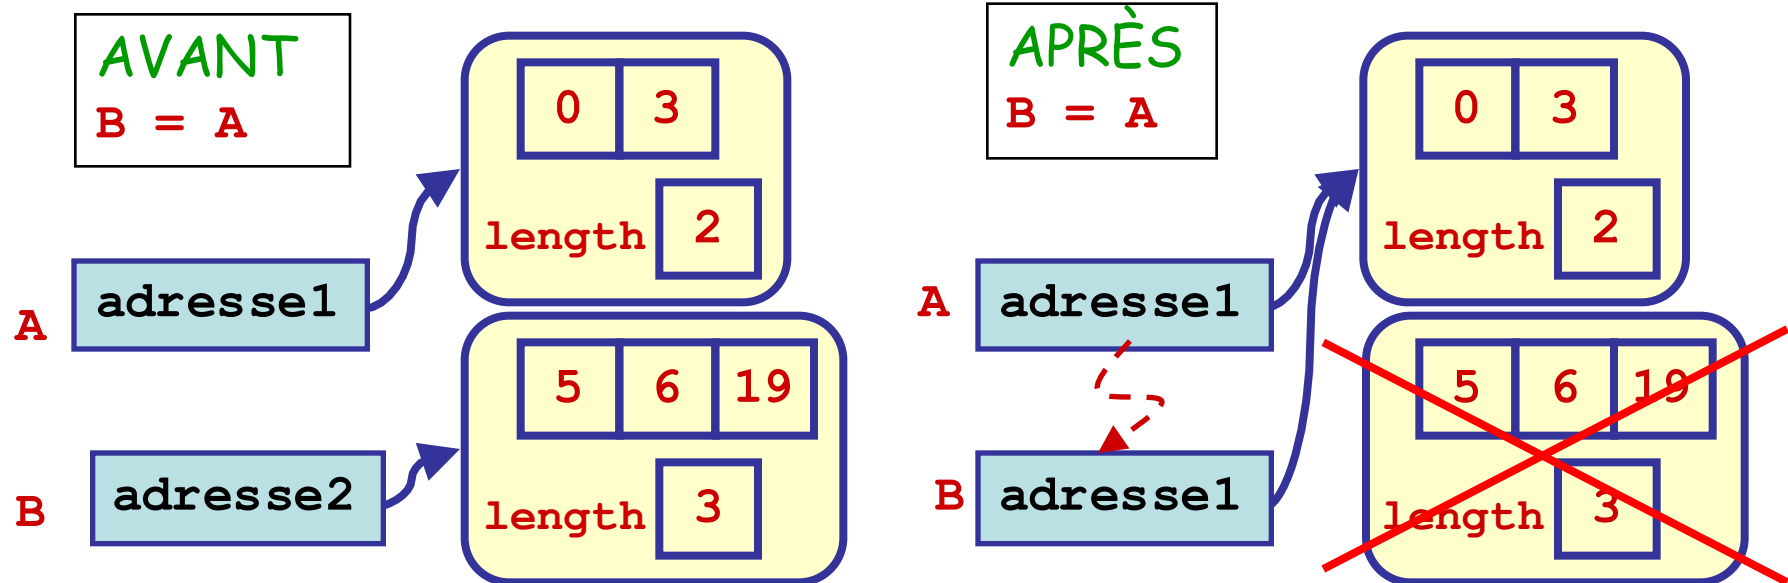 AVANT
B = A
0 3
length 2
A adresse1
5 6 19
B adresse2
length 3
APRÈS
B = A
0 3
length 2
A adresse1
5 6 19
B adresse1
length 3